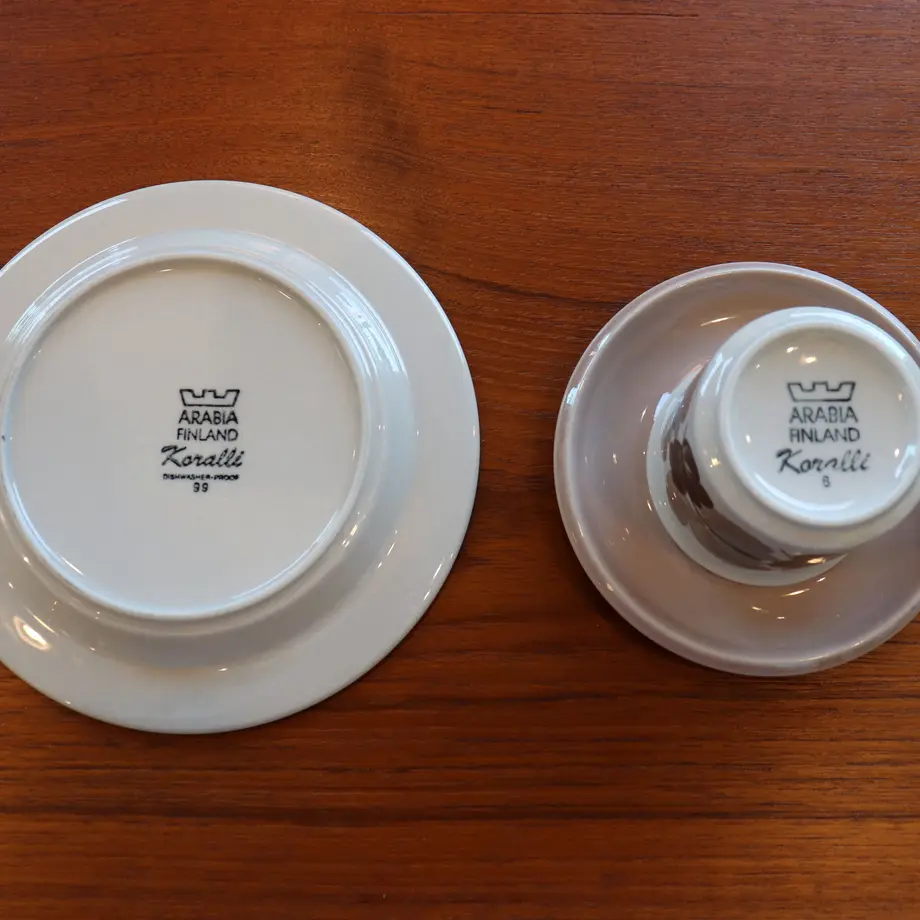 ARABIA
FINLAND
Koralli
DISHWASHER-PROOF
99
ARABIA
FINLAND
Koralli
6